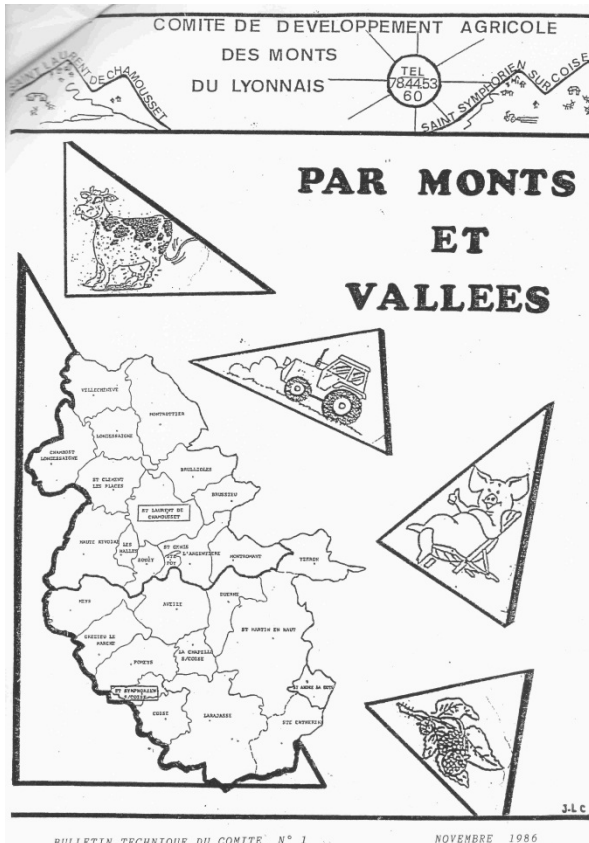 COMITE DE DEVELOPPEMENT AGRICOLE
DES MONTS
DU LYONNAIS
SAINT LAURENT DE CHAMOUSSET
TEL
78.44.53.
60
SAINT SYMPHORIEN SUR COISE
PAR MONTS
ET
VALLEES
VILLECHENEVE
MONTROTTIER
LONGESSAIGNE
CHAMBOST
LONGESSAIGNE
BRULLIOLES
ST CLEMENT
LES PLACES
BRUSSIEU
ST LAURENT DE
CHAMOUSSET
HAUTE RIVOIRE
LES
HALLES
ST GENIS
L'ARGENTIERE
STE
FOY
SOUZY
MONTROMANT
YZERON
MEYS
AVEIZE
DUERNE
ST MARTIN EN HAUT
GREZIEU LE
MARCHE
LA CHAPELLE
S/COISE
POMEYS
ST SYMPHORIEN
S/COISE
ST ANDRE LA COTE
COISE
LARAJASSE
STE CATHERINE
J-L C
BULLETIN TECHNIQUE DU COMITE N° 1
NOVEMBRE 1986